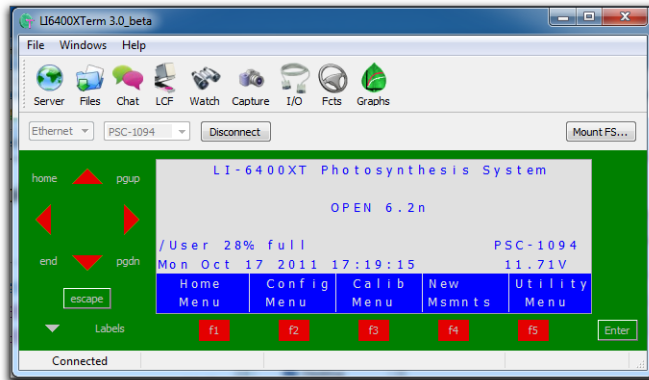 LI6400XTerm 3.0_beta
File Windows Help
Server Files Chat LCF Watch Capture I/O Fcts Graphs
Ethernet PSC-1094 Disconnect Mount FS...
home pgup
LI-6400XT Photosynthesis System
OPEN 6.2n
/User 28% full PSC-1094
end pgdn
Mon Oct 17 2011 17:19:15 11.71V
Home Config Calib New Utility
Menu Menu Menu Msmnts Menu
escape
Labels f1 f2 f3 f4 f5 Enter
Connected